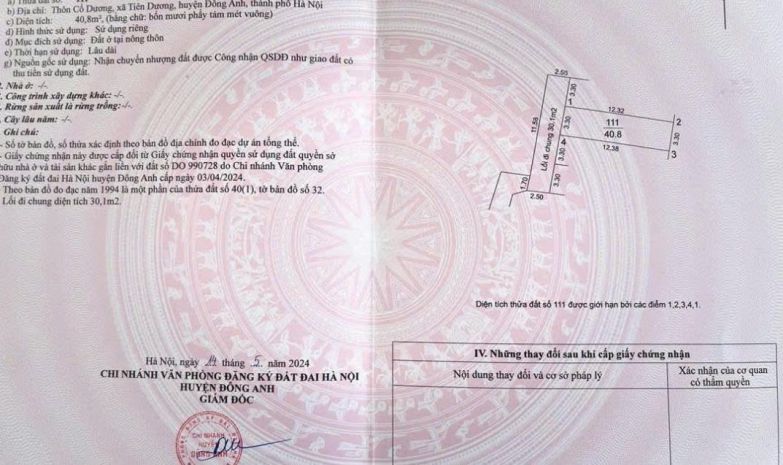 b) Địa chỉ: Thôn Cổ Dương, xã Tiên Dương, huyện Đông Anh, thành phố Hà Nội
c) Diện tích: 40,8m², (bằng chữ: bốn mươi phẩy tám mét vuông)
d) Hình thức sử dụng: Sử dụng riêng
đ) Mục đích sử dụng: Đất ở tại nông thôn
e) Thời hạn sử dụng: Lâu dài
g) Nguồn gốc sử dụng: Nhận chuyển nhượng đất được Công nhận QSDĐ như giao đất có
thu tiền sử dụng đất.
. Nhà ở: -/-
. Công trình xây dựng khác: -/-
. Rừng sản xuất là rừng trồng: -/-
. Cây lâu năm: -/-
Ghi chú:
- Số tờ bản đồ, số thửa xác định theo bản đồ địa chính đo đạc dự án tổng thể.
- Giấy chứng nhận này được cấp đổi từ Giấy chứng nhận quyền sử dụng đất quyền sở
hữu nhà ở và tài sản khác gắn liền với đất số DO 990728 do Chi nhánh Văn phòng
Đăng ký đất đai Hà Nội huyện Đông Anh cấp ngày 03/04/2024.
Theo bản đồ đo đạc năm 1994 là một phần của thửa đất số 40(1), tờ bản đồ số 32.
Lối đi chung diện tích 30,1m2.
Hà Nội, ngày 14 tháng 5 năm 2024
CHI NHÁNH VĂN PHÒNG ĐĂNG KÝ ĐẤT ĐAI HÀ NỘI
HUYỆN ĐÔNG ANH
GIÁM ĐỐC
CHI NHÁNH
HUYỆN
ĐÔNG ANH
2.50
3.30
1
12.32
2
11.58
Lối đi chung 30,1m2
3.30
111
40.8
3.30
4
12.38
3
3.30
1.70
3.30
2.50
Diện tích thửa đất số 111 được giới hạn bởi các điểm 1,2,3,4,1.
IV. Những thay đổi sau khi cấp giấy chứng nhận
Nội dung thay đổi và cơ sở pháp lý
Xác nhận của cơ quan
có thẩm quyền